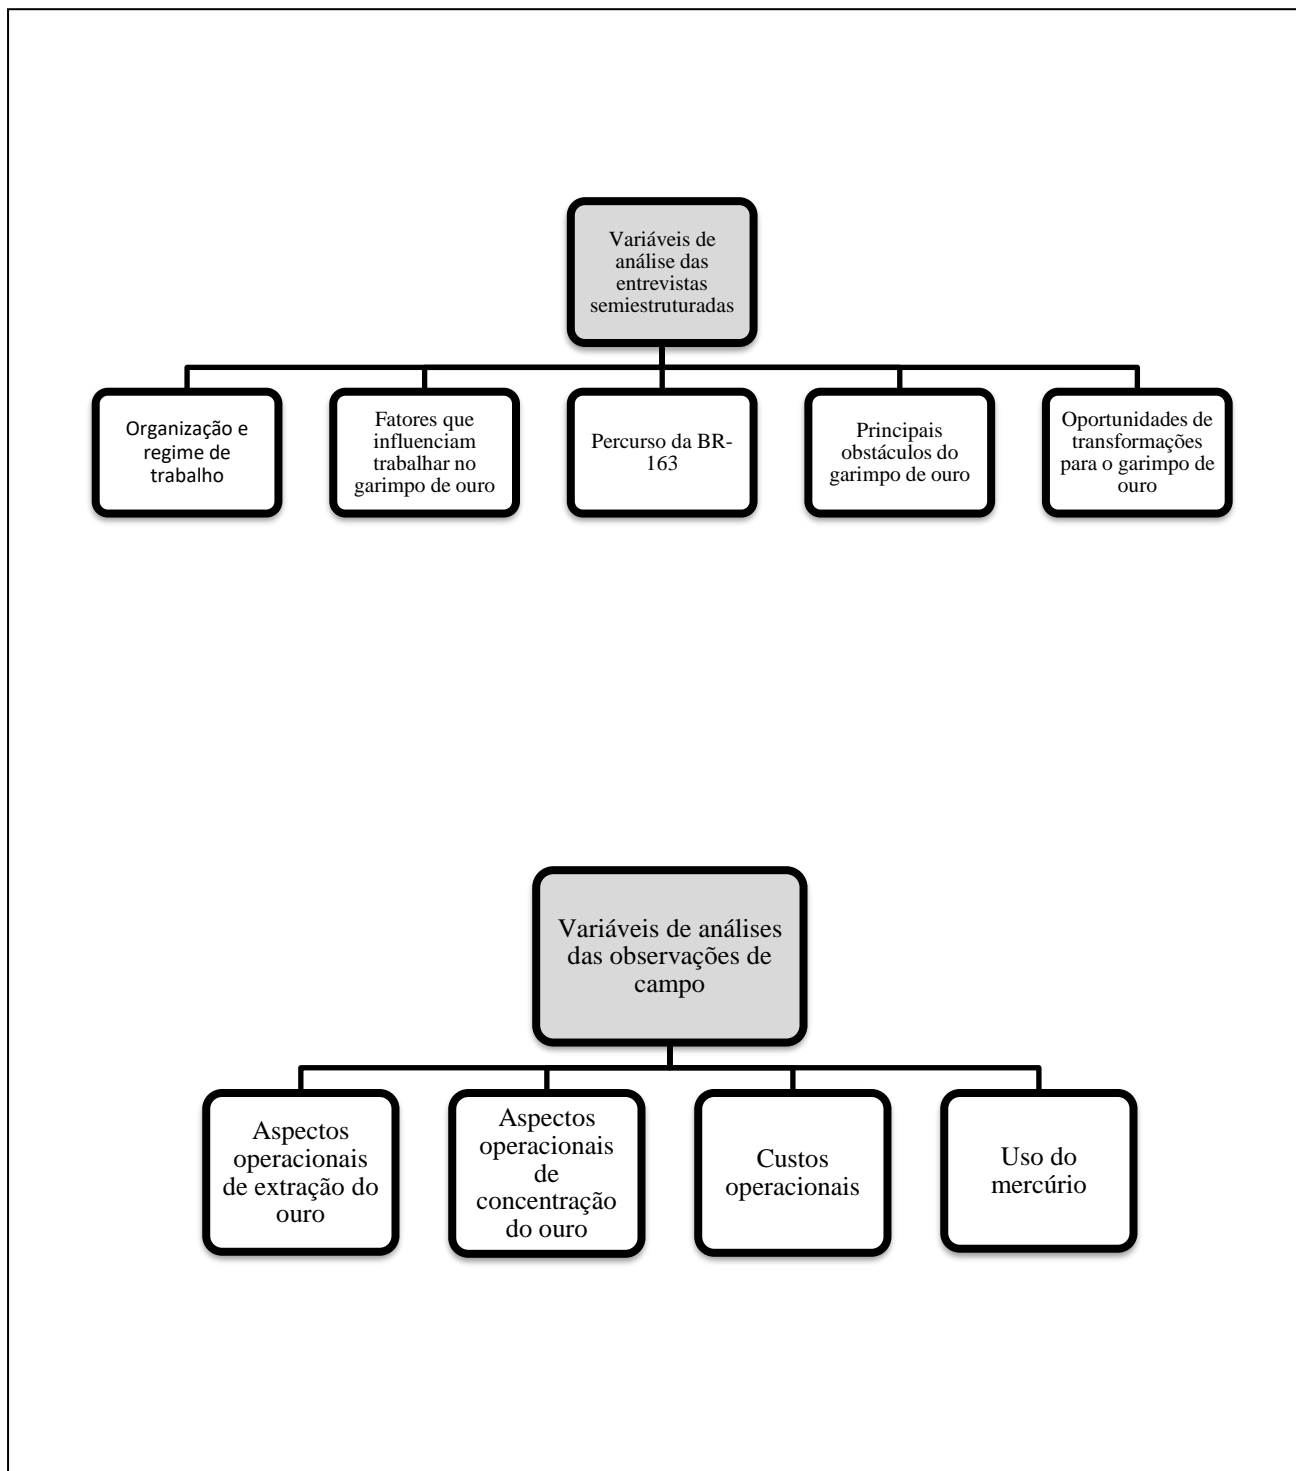 Variáveis de
análise das
entrevistas
semiestruturadas
Organização e
regime de
trabalho
Fatores que
influenciam
trabalhar no
garimpo de ouro
Percurso da BR-
163
Principais
obstáculos do
garimpo de ouro
Oportunidades de
transformações
para o garimpo de
ouro
Variáveis de análises
das observações de
campo
Aspectos
operacionais
de extração do
ouro
Aspectos
operacionais
de
concentração
do ouro
Custos
operacionais
Uso do
mercúrio